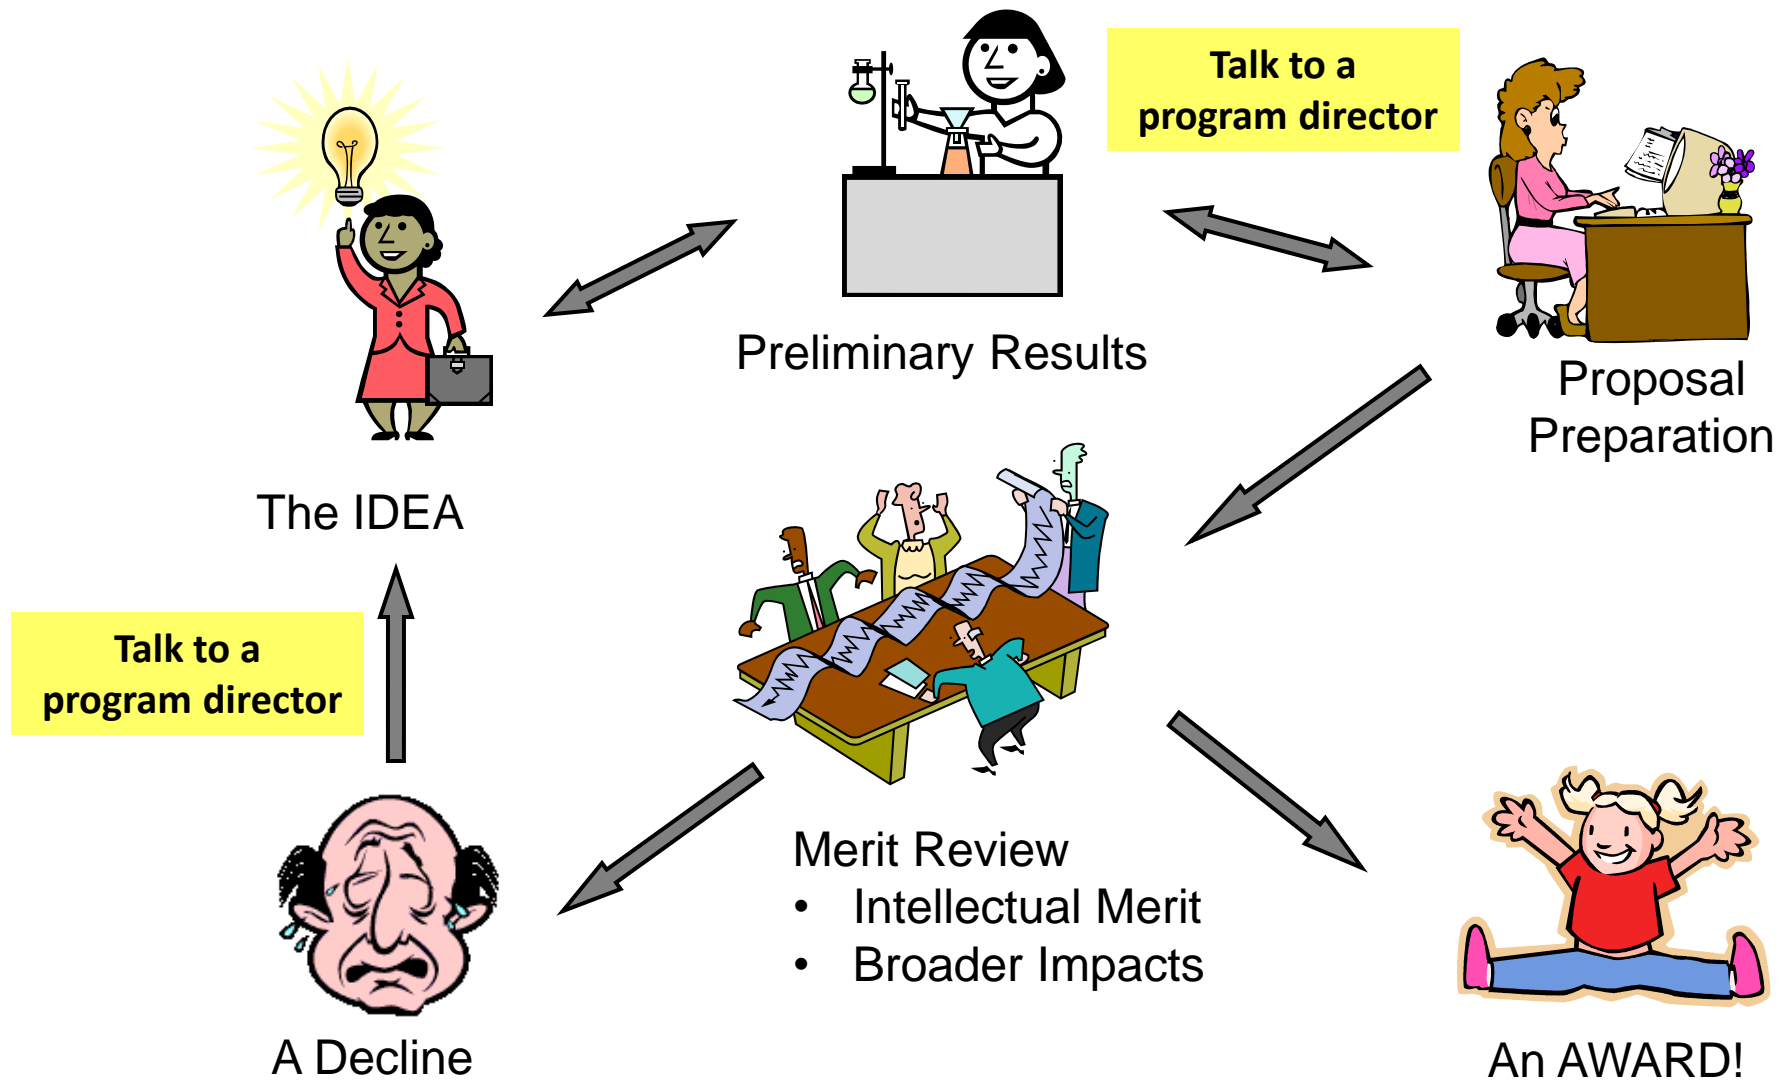 Talk to a
program director
Preliminary Results
Proposal
Preparation
The IDEA
Talk to a
program director
Merit Review
• Intellectual Merit
• Broader Impacts
A Decline
An AWARD!